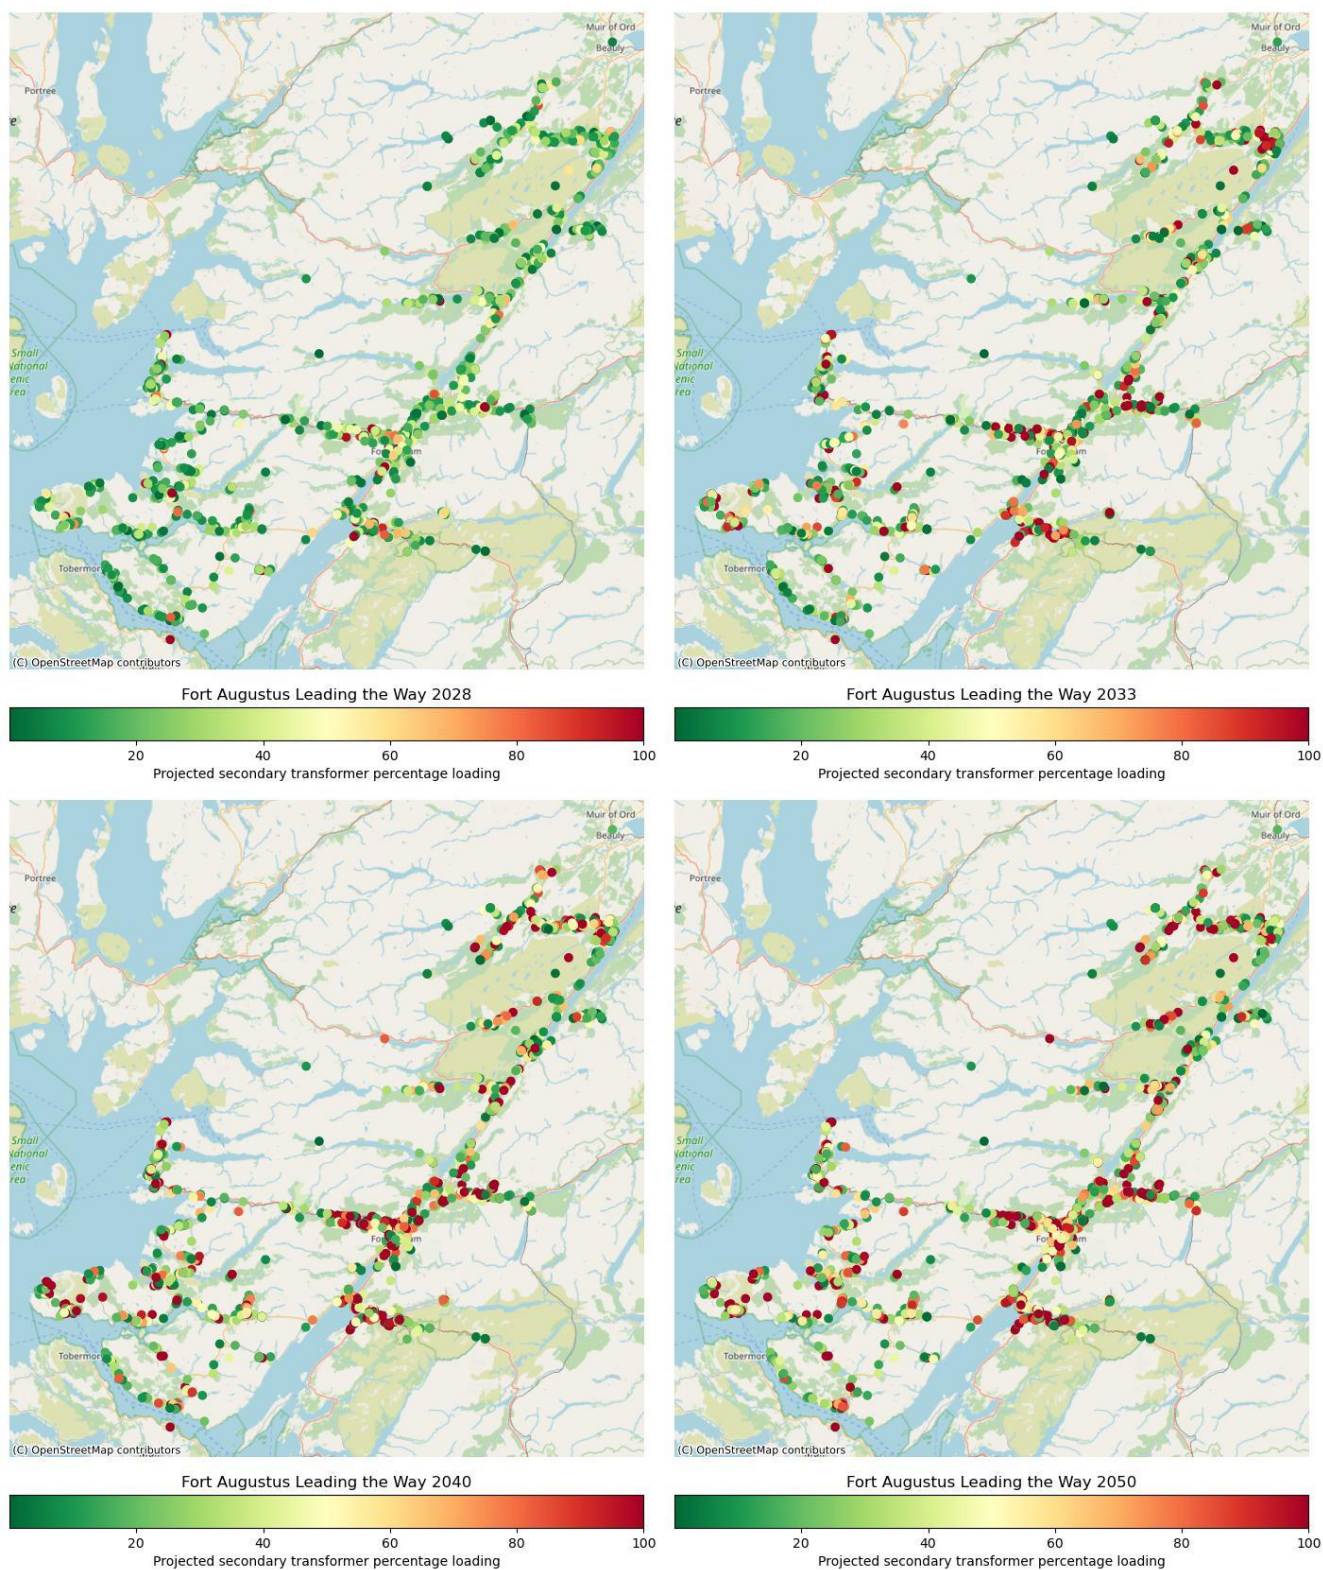 Muir of Ord
Beauly
Portree
Small
National
enic
rea
Tobermory
(C) OpenStreetMap contributors
Fort Augustus Leading the Way 2028
20 40 60 80 100
Projected secondary transformer percentage loading
Muir of Ord
Beauly
Portree
Small
National
enic
rea
Tobermory
(C) OpenStreetMap contributors
Fort Augustus Leading the Way 2033
20 40 60 80 100
Projected secondary transformer percentage loading
Muir of Ord
Beauly
Portree
Small
National
enic
rea
Tobermory
(C) OpenStreetMap contributors
Fort Augustus Leading the Way 2040
20 40 60 80 100
Projected secondary transformer percentage loading
Muir of Ord
Beauly
Portree
Small
National
enic
rea
Tobermory
(C) OpenStreetMap contributors
Fort Augustus Leading the Way 2050
20 40 60 80 100
Projected secondary transformer percentage loading